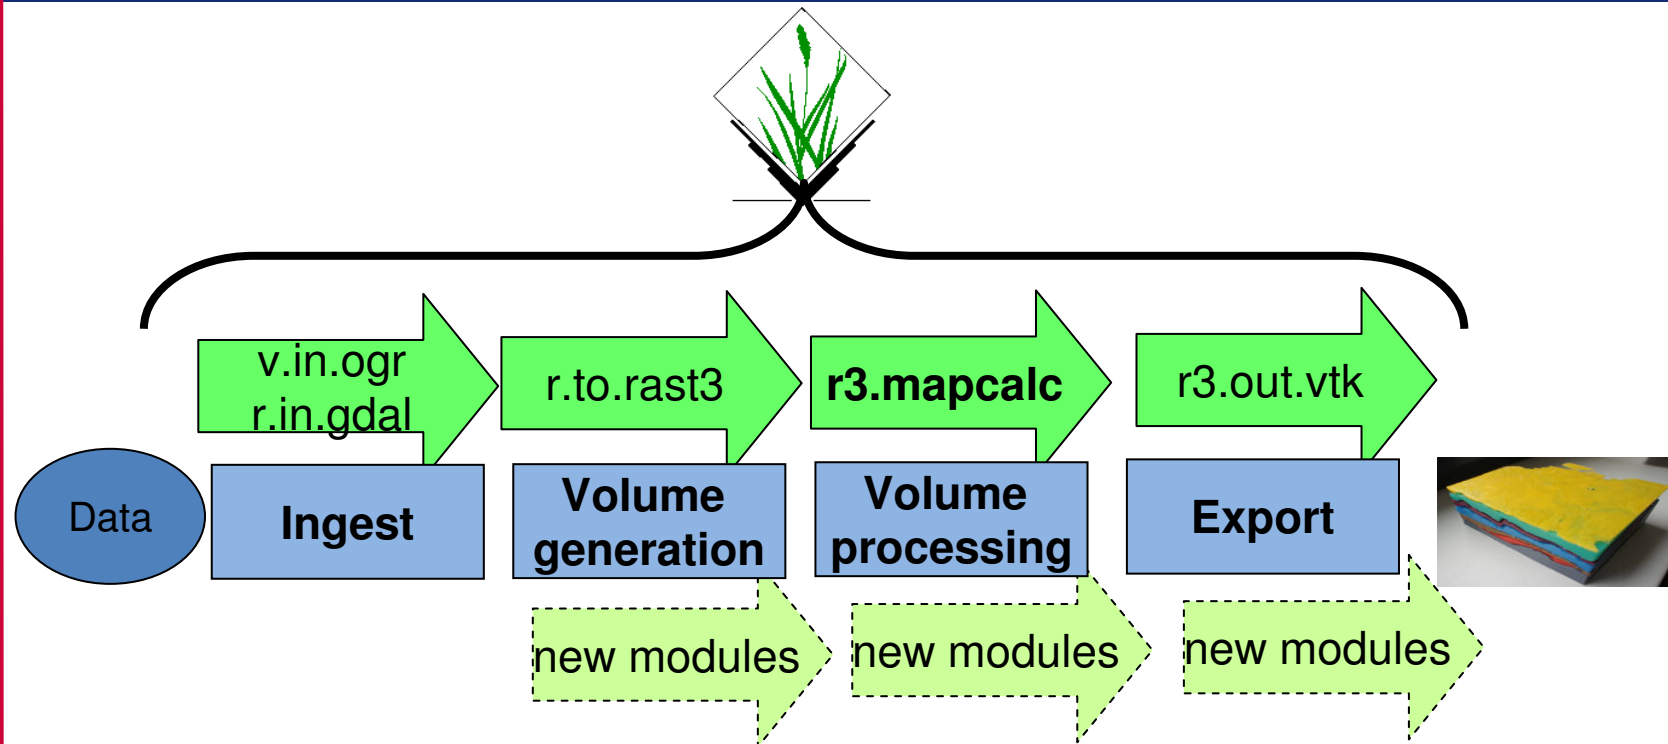 v.in.ogr
r.in.gdal
r.to.rast3
r3.mapcalc
r3.out.vtk
Data
Ingest
Volume
generation
Volume
processing
Export
new modules
new modules
new modules